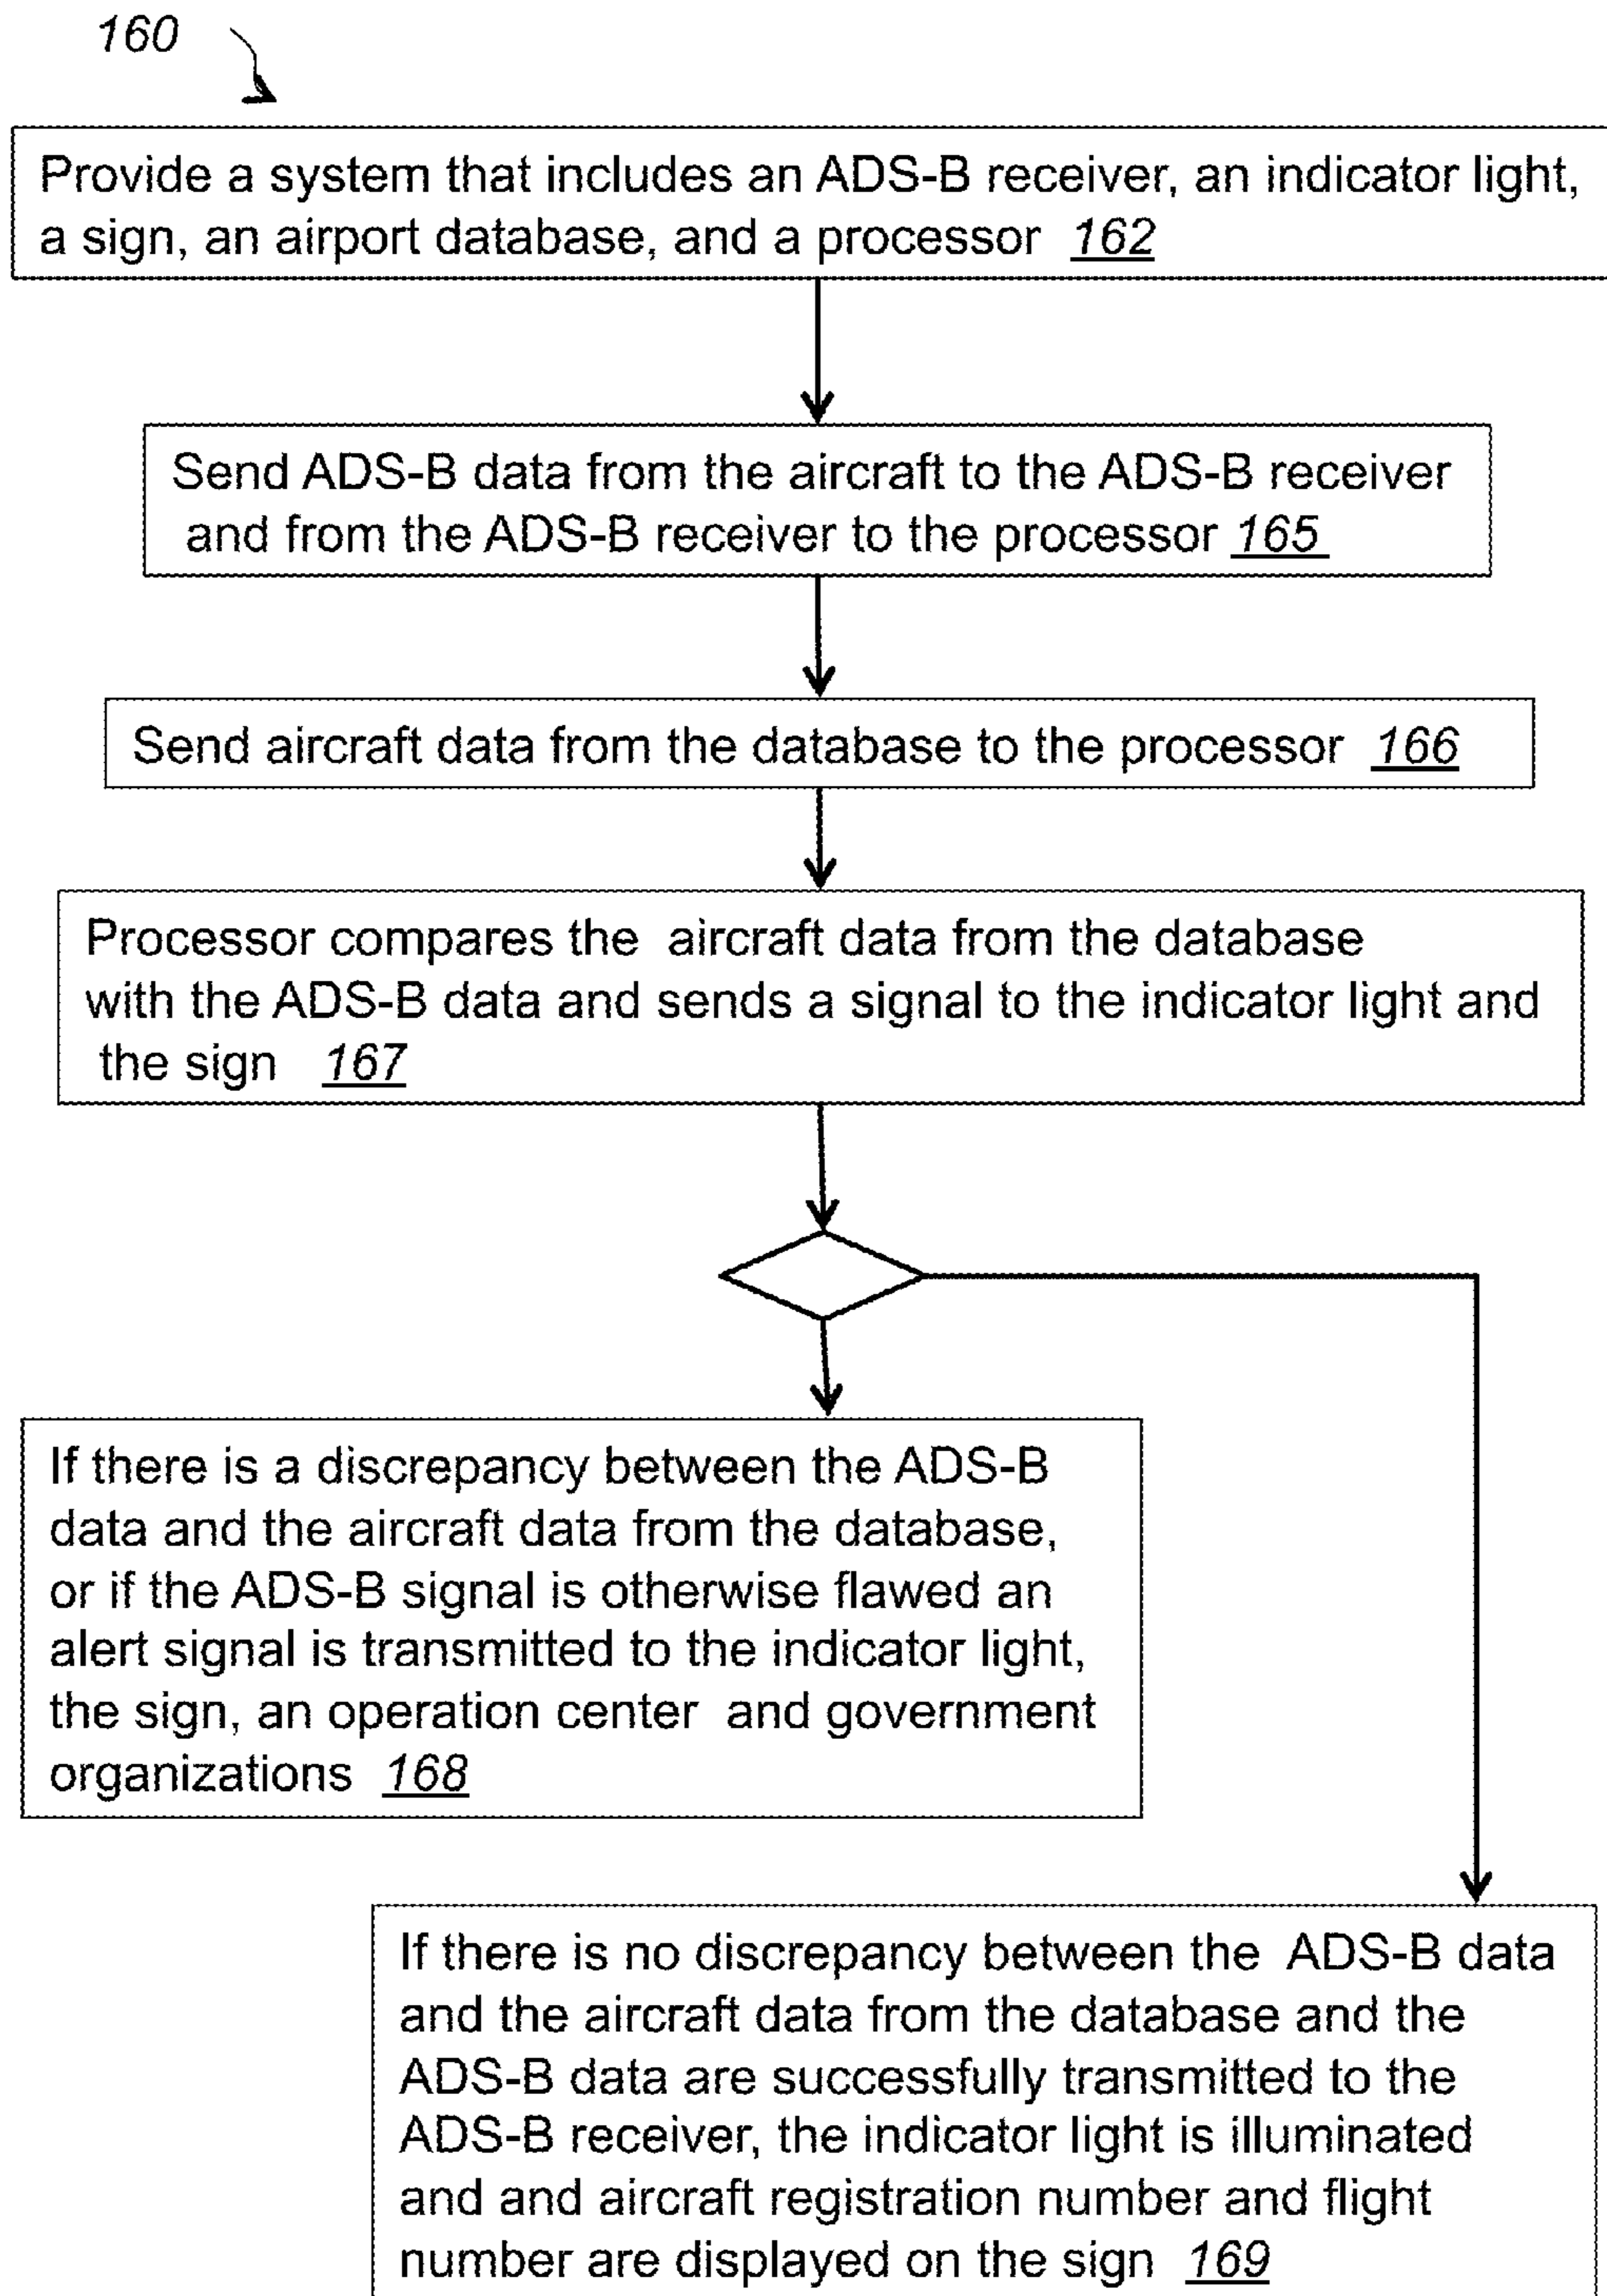 160
Provide a system that includes an ADS-B receiver, an indicator light,
a sign, an airport database, and a processor 162
Send ADS-B data from the aircraft to the ADS-B receiver
and from the ADS-B receiver to the processor 165
Send aircraft data from the database to the processor 166
Processor compares the aircraft data from the database
with the ADS-B data and sends a signal to the indicator light and
the sign 167
If there is a discrepancy between the ADS-B
data and the aircraft data from the database,
or if the ADS-B signal is otherwise flawed an
alert signal is transmitted to the indicator light,
the sign, an operation center and government
organizations 168
If there is no discrepancy between the ADS-B data
and the aircraft data from the database and the
ADS-B data are successfully transmitted to the
ADS-B receiver, the indicator light is illuminated
and and aircraft registration number and flight
number are displayed on the sign 169